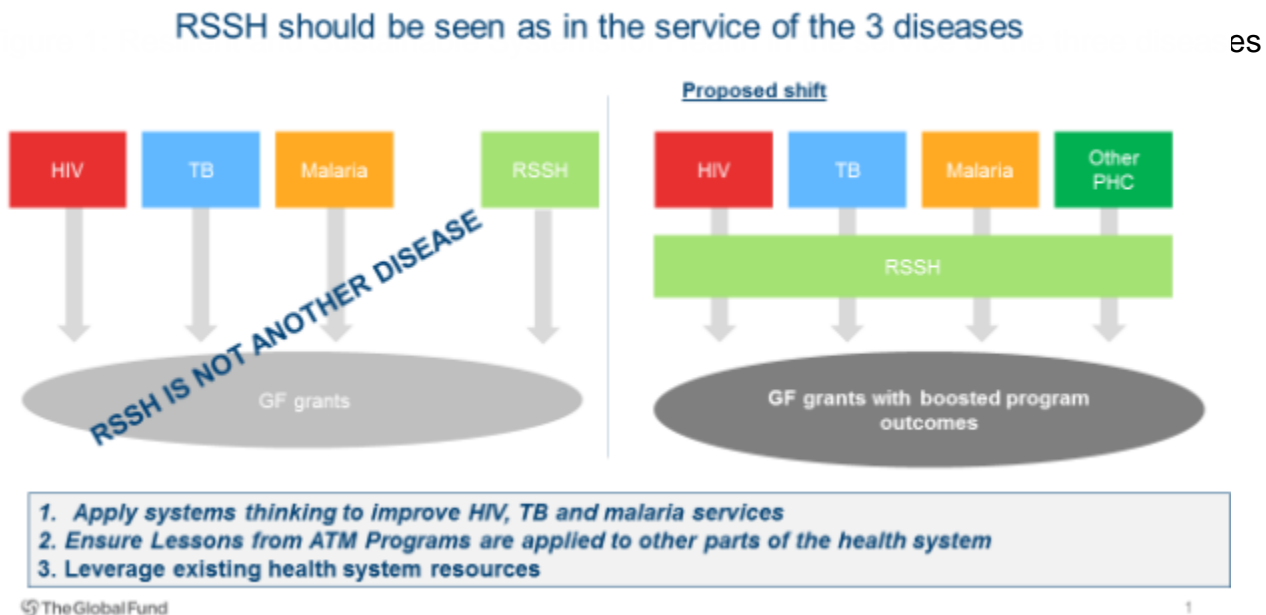 RSSH should be seen as in the service of the 3 diseases
es
Proposed shift
HIV
TB
Malaria
RSSH
RSSH IS NOT ANOTHER DISEASE
GF grants
HIV
TB
Malaria
Other
PHC
RSSH
GF grants with boosted program
outcomes
1. Apply systems thinking to improve HIV, TB and malaria services
2. Ensure Lessons from ATM Programs are applied to other parts of the health system
3. Leverage existing health system resources
TheGlobalFund
1